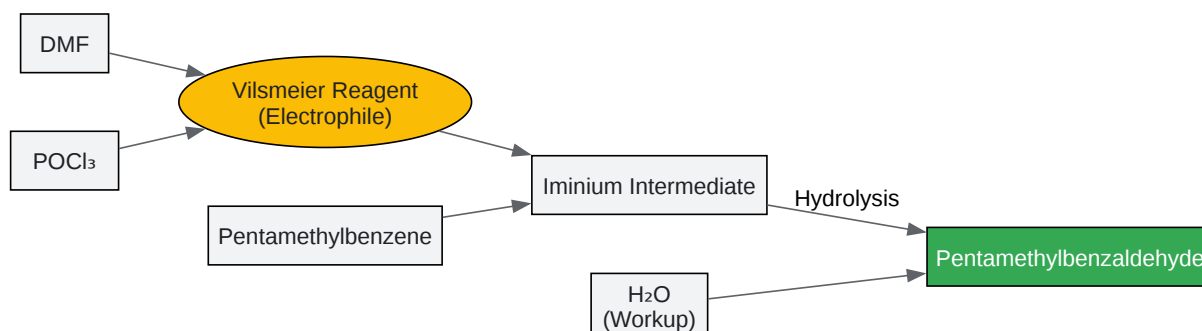 DMF
Vilsmeier Reagent
(Electrophile)
POCl₃
Iminium Intermediate
Hydrolysis
Pentamethylbenzene
Pentamethylbenzaldehyde
H₂O
(Workup)